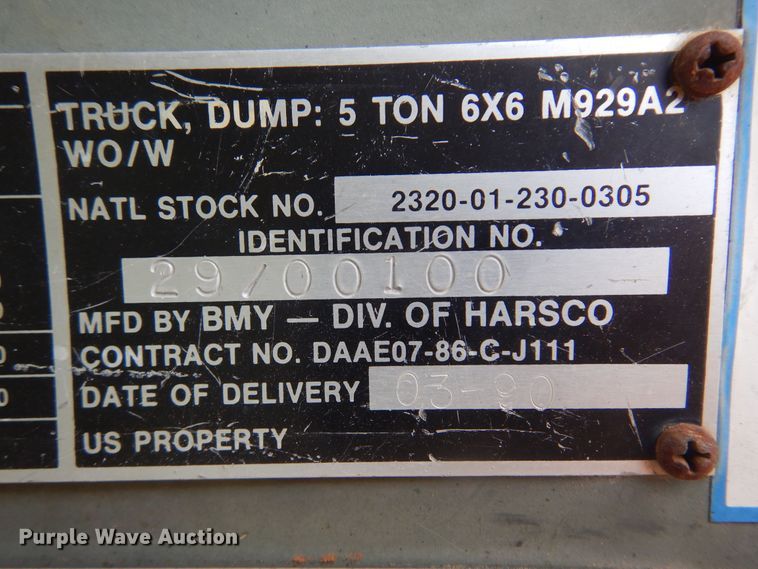 TRUCK, DUMP: 5 TON 6X6 M929A2
WO/W
NATL STOCK NO. 2320-01-230-0305
IDENTIFICATION NO.
29/00100
MFD BY BMY — DIV. OF HARSCO
CONTRACT NO. DAAE07-86-C-J111
DATE OF DELIVERY 03-90
US PROPERTY
Purple Wave Auction